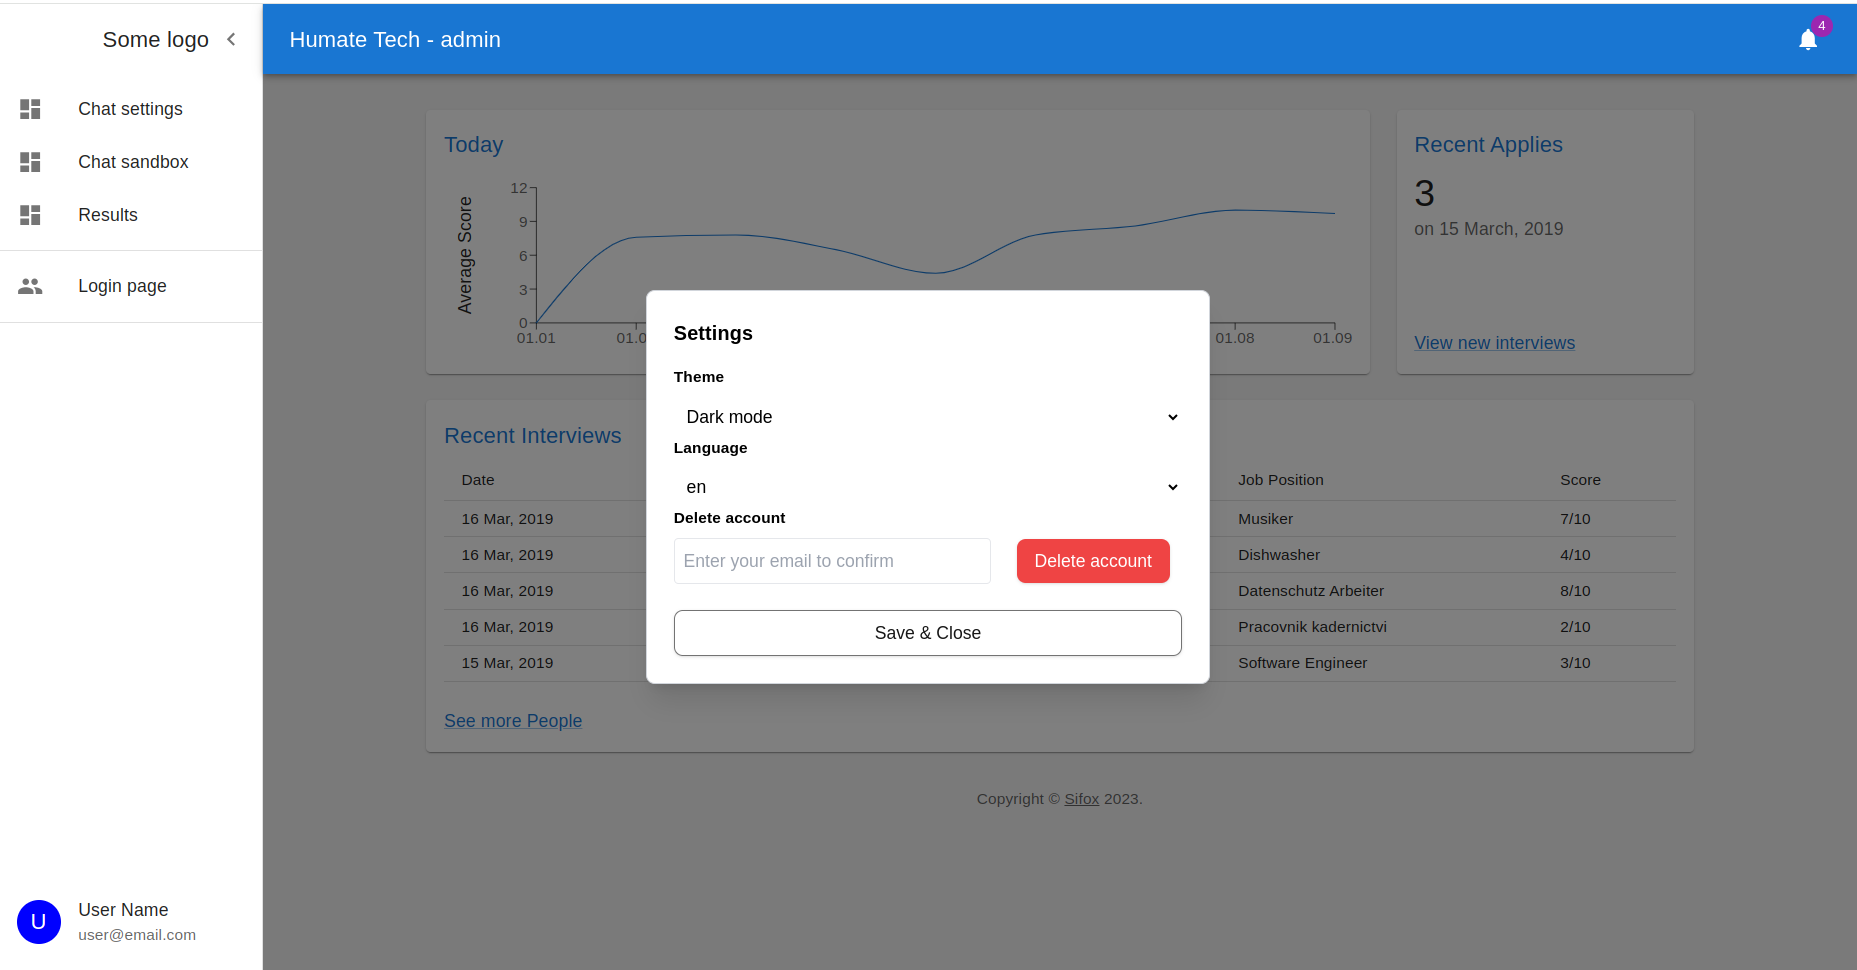 Some logo
Humate Tech - admin
4
Chat settings
Chat sandbox
Results
Login page
Today
Average Score
12
9
6
3
0
01.01
01.08
01.09
Recent Applies
3
on 15 March, 2019
View new interviews
Settings
Theme
Dark mode
Language
en
Delete account
Enter your email to confirm
Delete account
Save & Close
Recent Interviews
Date Job Position Score
16 Mar, 2019 Musiker 7/10
16 Mar, 2019 Dishwasher 4/10
16 Mar, 2019 Datenschutz Arbeiter 8/10
16 Mar, 2019 Pracovnik kadernictvi 2/10
15 Mar, 2019 Software Engineer 3/10
See more People
Copyright © Sifox 2023.
U
User Name
user@email.com